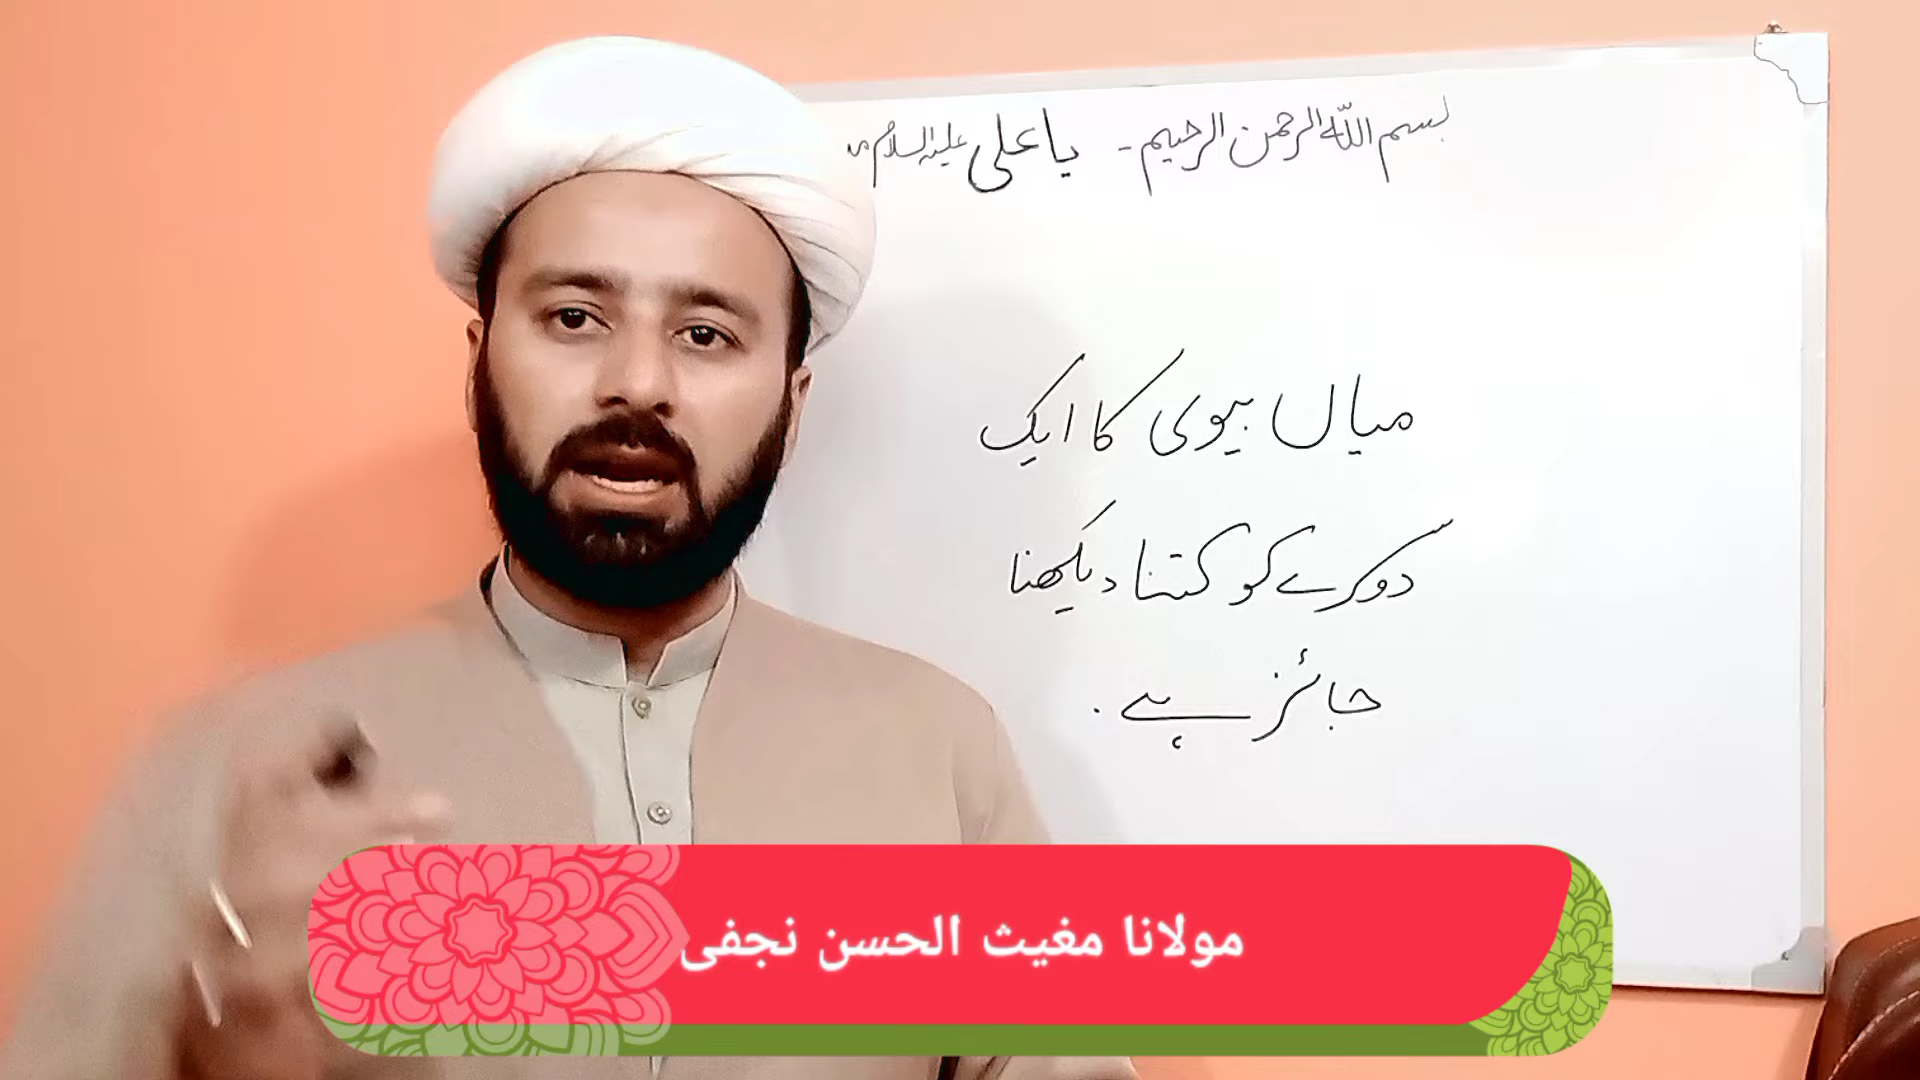 بسم اللہ الرحمن الرحیم - یا علی علیہ السلام
میاں بیوی کا ایک
دوسرے کو کتنا دیکھنا
جائز ہے.
مولانا مغیث الحسن نجفی